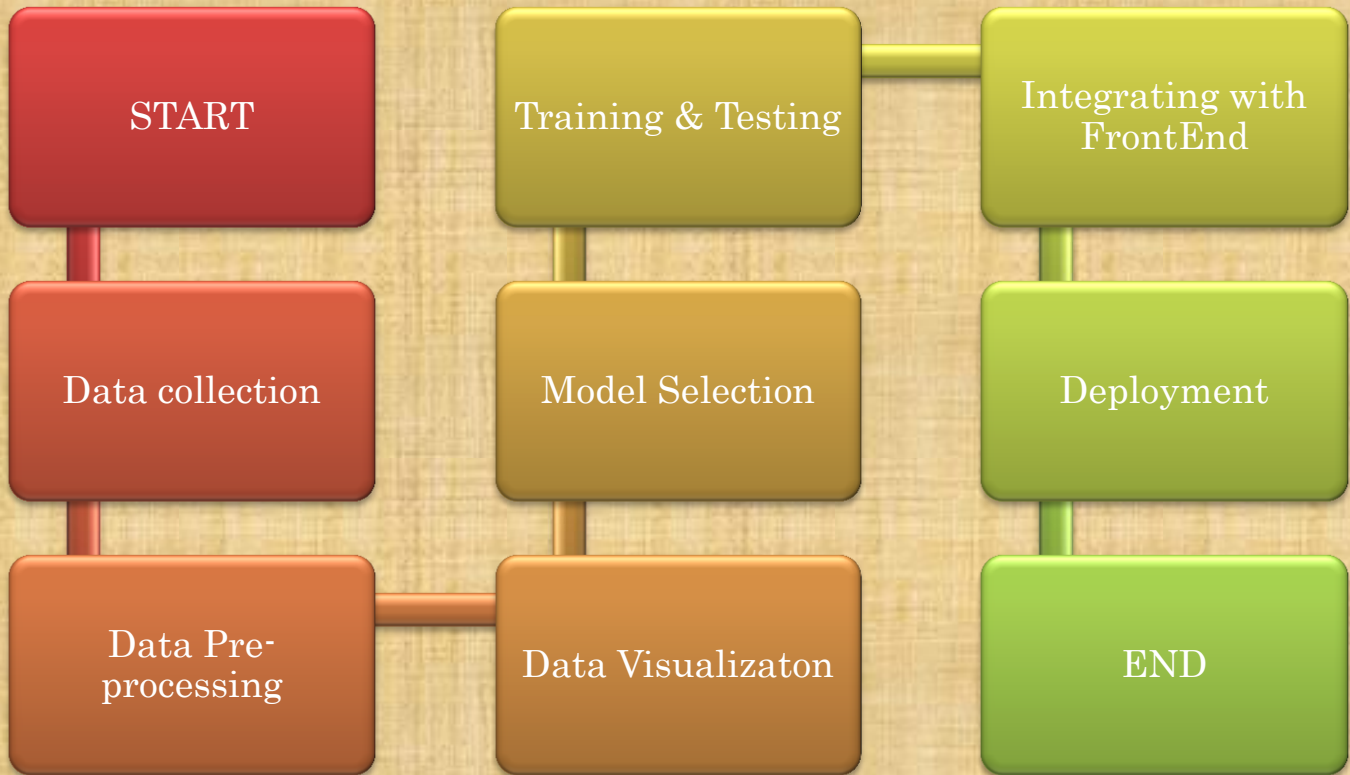 START
Data collection
Data Pre-
processing
Data Visualizaton
Model Selection
Training & Testing
Integrating with
FrontEnd
Deployment
END